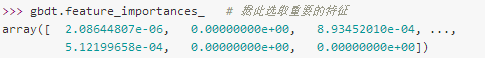 >>> gbdt.feature_importances_   # 据此选取重要的特征
array([  2.08644807e-06,   0.00000000e+00,   8.93452010e-04, ...,
         5.12199658e-04,   0.00000000e+00,   0.00000000e+00])